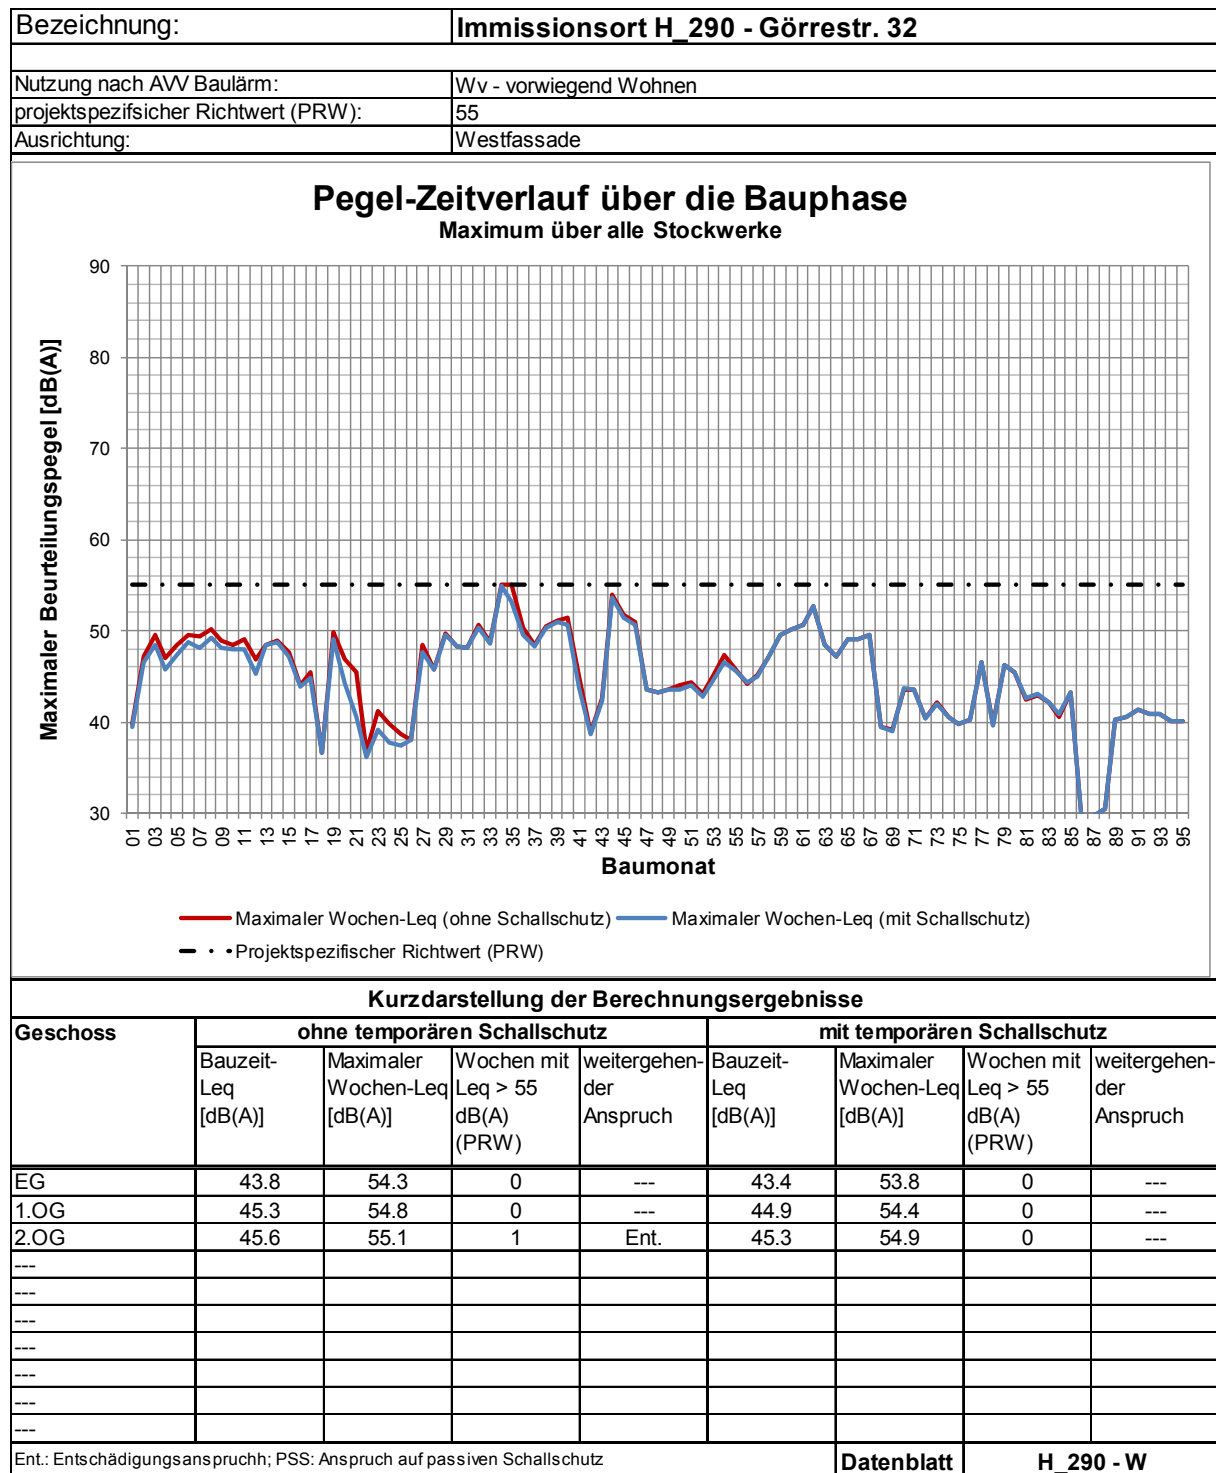 Bezeichnung: Immissionsort H_290 - Görrestr. 32
Nutzung nach AVV Baulärm: Wv - vorwiegend Wohnen
projektspezifsicher Richtwert (PRW): 55
Ausrichtung: Westfassade
Pegel-Zeitverlauf über die Bauphase
Maximum über alle Stockwerke
Maximaler Beurteilungspegel [dB(A)]
90
80
70
60
50
40
30
01 03 05 07 09 11 13 15 17 19 21 23 25 27 29 31 33 35 37 39 41 43 45 47 49 51 53 55 57 59 61 63 65 67 69 71 73 75 77 79 81 83 85 87 89 91 93 95
Baumonat
Maximaler Wochen-Leq (ohne Schallschutz) Maximaler Wochen-Leq (mit Schallschutz)
Projektspezifischer Richtwert (PRW)
Kurzdarstellung der Berechnungsergebnisse
Geschoss ohne temporären Schallschutz mit temporären Schallschutz
Bauzeit- Maximaler Wochen mit weitergehen- Bauzeit- Maximaler Wochen mit weitergehen-
Leq Wochen-Leq Leq > 55 der Leq Wochen-Leq Leq > 55 der
[dB(A)] [dB(A)] dB(A) Anspruch [dB(A)] [dB(A)] dB(A) Anspruch
(PRW) (PRW)
EG 43.8 54.3 0 --- 43.4 53.8 0 ---
1.OG 45.3 54.8 0 --- 44.9 54.4 0 ---
2.OG 45.6 55.1 1 Ent. 45.3 54.9 0 ---
---
---
---
---
---
---
---
Ent.: Entschädigungsanspruchh; PSS: Anspruch auf passiven Schallschutz Datenblatt H_290 - W